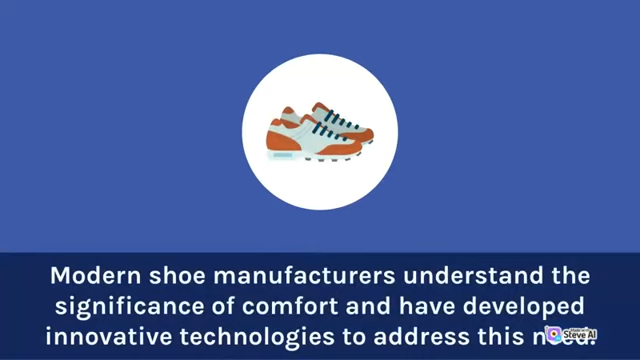 Modern shoe manufacturers understand the
significance of comfort and have developed
innovative technologies to address this
Steve AI